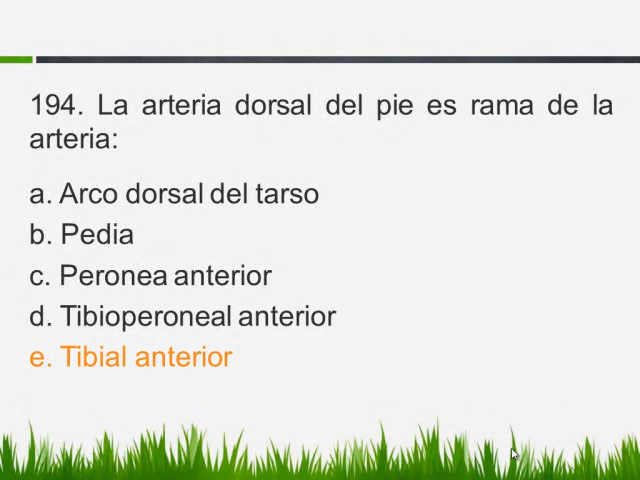 194. La arteria dorsal del pie es rama de la
arteria:
a. Arco dorsal del tarso
b. Pedia
c. Peronea anterior
d. Tibioperoneal anterior
e. Tibial anterior